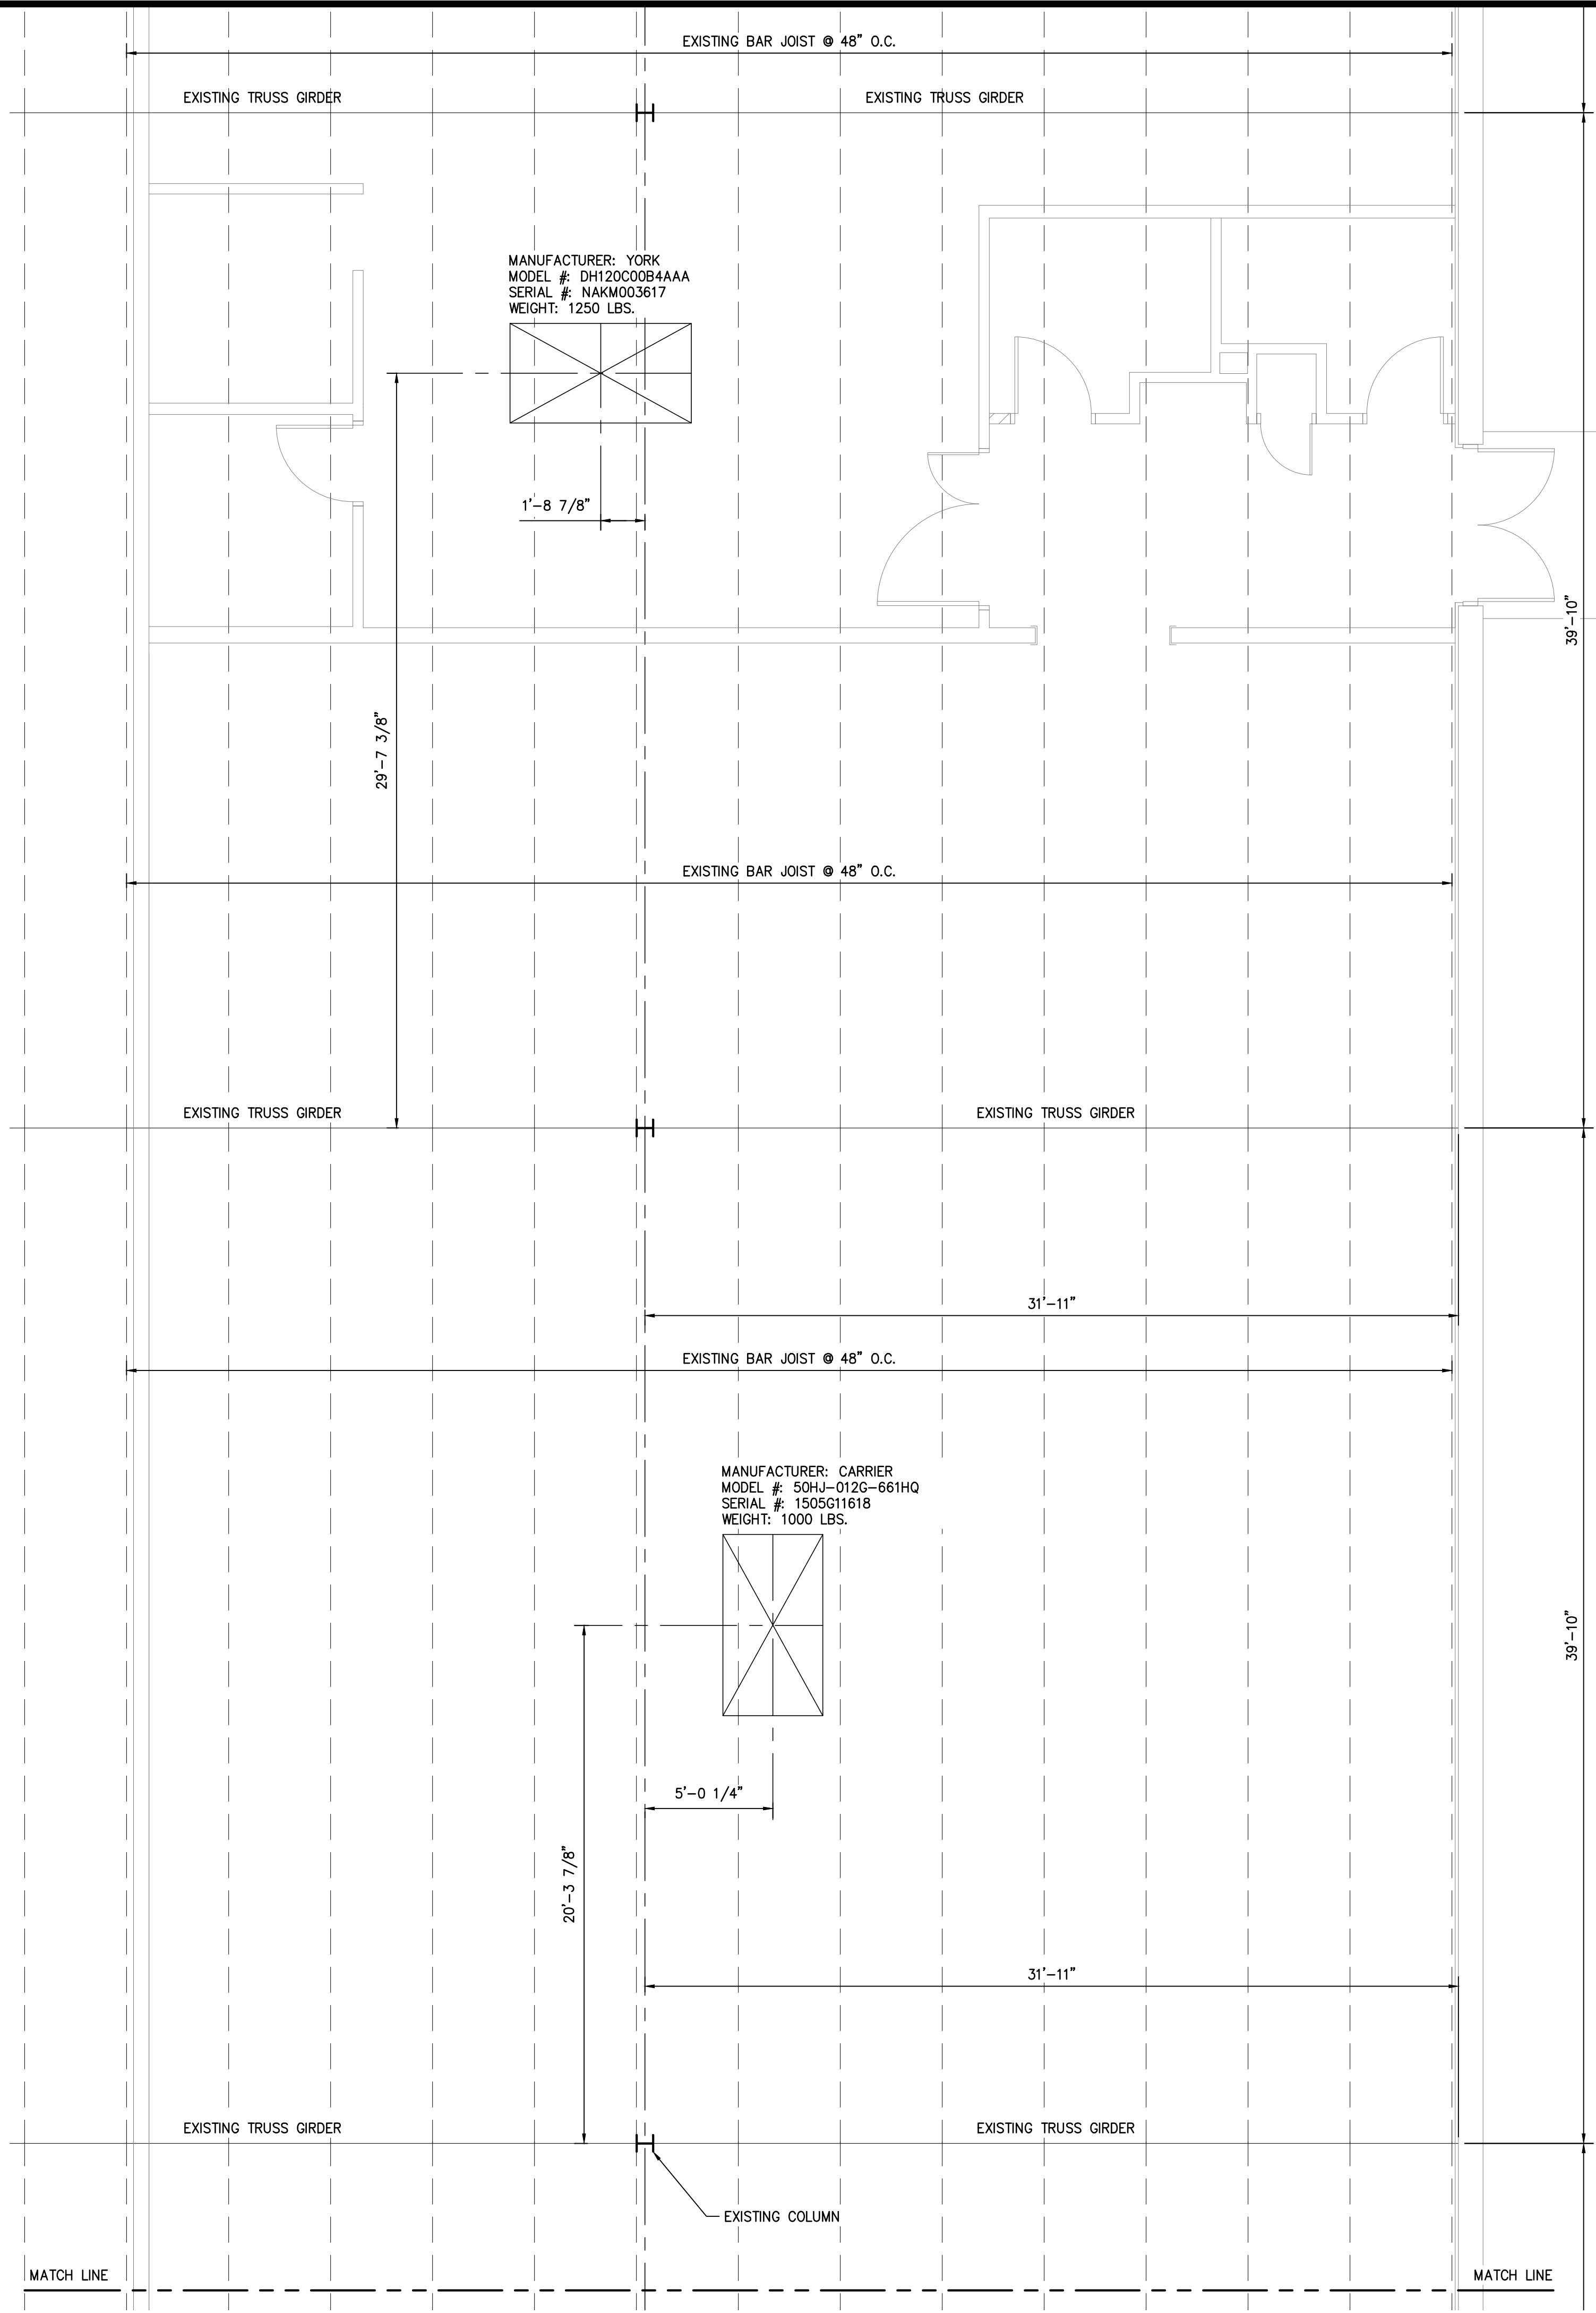 EXISTING BAR JOIST @ 48" O.C.
EXISTING TRUSS GIRDER
EXISTING TRUSS GIRDER
MANUFACTURER: YORK
MODEL #: DH120C00B4AAA
SERIAL #: NAKM003617
WEIGHT: 1250 LBS.
1'-8 7/8"
39'-10"
29'-7 3/8"
EXISTING BAR JOIST @ 48" O.C.
EXISTING TRUSS GIRDER
EXISTING TRUSS GIRDER
31'-11"
EXISTING BAR JOIST @ 48" O.C.
MANUFACTURER: CARRIER
MODEL #: 50HJ-012G-661HQ
SERIAL #: 1505G11618
WEIGHT: 1000 LBS.
39'-10"
5'-0 1/4"
20'-3 7/8"
31'-11"
EXISTING TRUSS GIRDER
EXISTING TRUSS GIRDER
EXISTING COLUMN
MATCH LINE
MATCH LINE